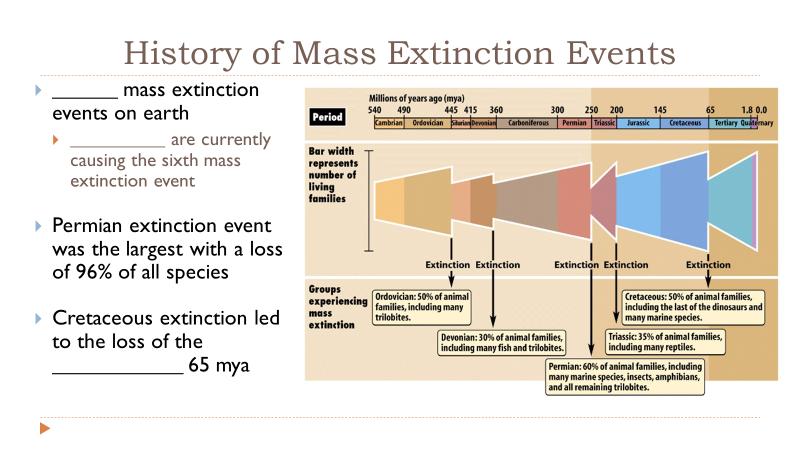 History of Mass Extinction Events
_______ mass extinction
events on earth
___________ are currently
causing the sixth mass
extinction event
Permian extinction event
was the largest with a loss
of 96% of all species
Cretaceous extinction led
to the loss of the
______________ 65 mya
Millions of years ago (mya)
540 490 445 415 360 300 250 200 145 65 1.8 0.0
Period
Cambrian Ordovician Silurian Devonian Carboniferous Permian Triassic Jurassic Cretaceous Tertiary Quaternary
Bar width
represents
number of
living
families
Extinction Extinction Extinction Extinction Extinction
Groups
experiencing
mass
extinction
Ordovician: 50% of animal
families, including many
trilobites.
Cretaceous: 50% of animal families,
including the last of the dinosaurs and
many marine species.
Devonian: 30% of animal families,
including many fish and trilobites.
Triassic: 35% of animal families,
including many reptiles.
Permian: 60% of animal families, including
many marine species, insects, amphibians,
and all remaining trilobites.